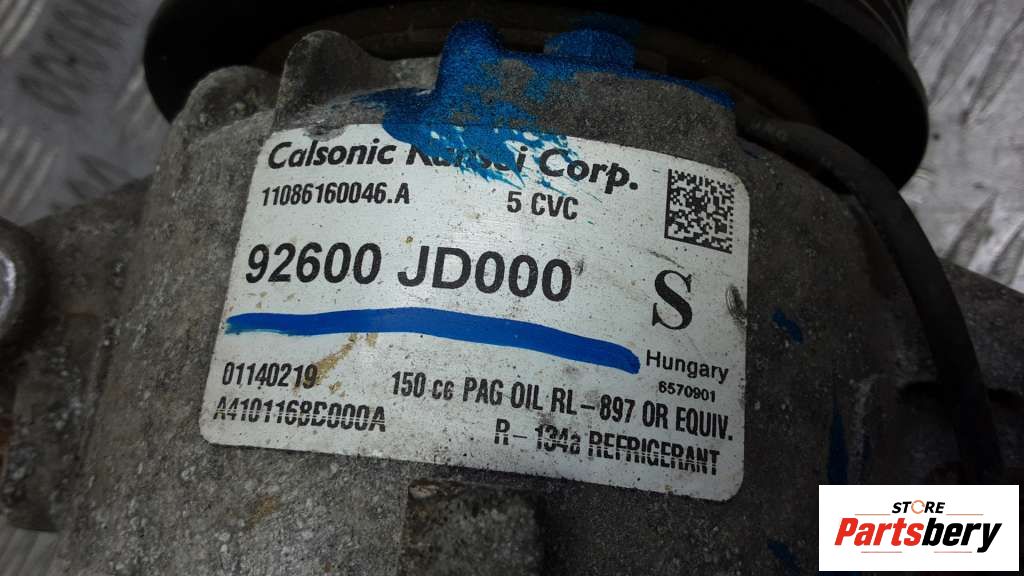 Calsonic Kansei Corp.
11086160046.A 5 CVC
92600 JD000
S
Hungary
6570901
01140219
150 cc PAG OIL RL-897 OR EQUIV.
A410116BD000A
R-134a REFRIGERANT
STORE
Partsbery